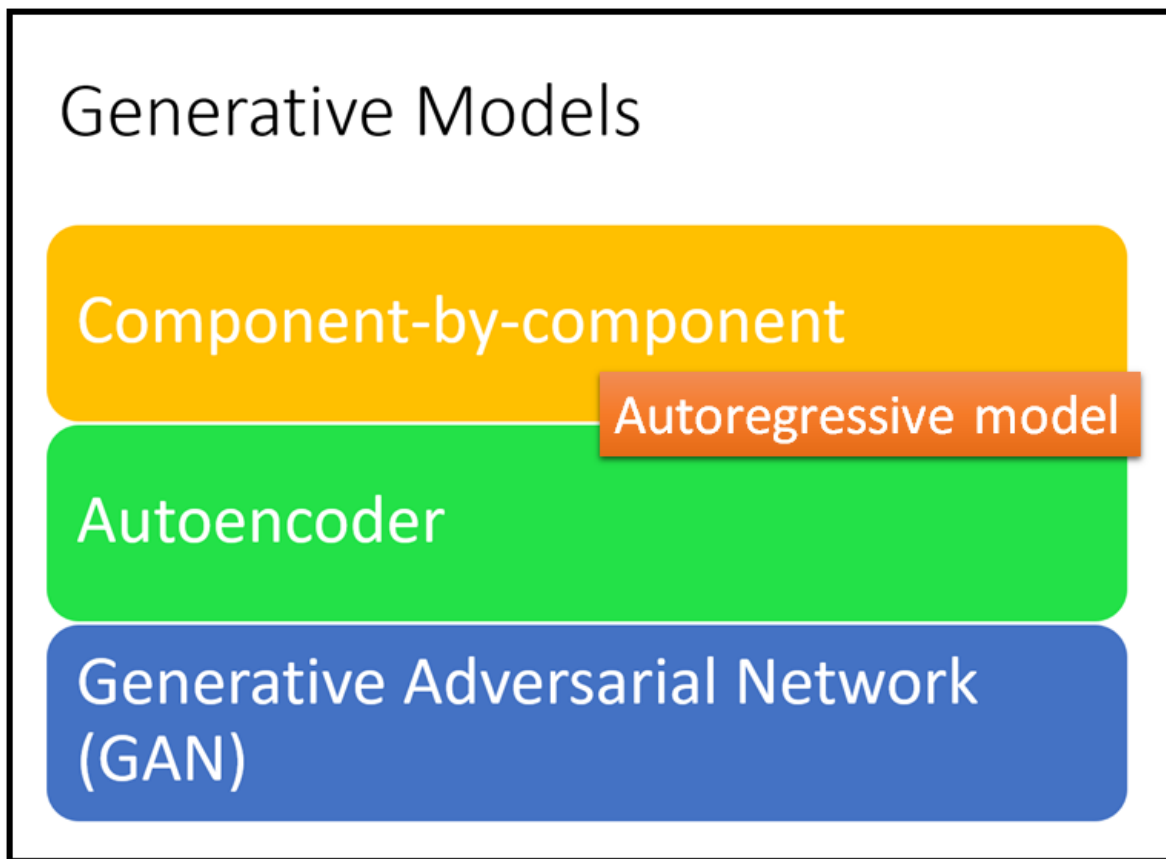 Generative Models
Component-by-component
Autoregressive model
Autoencoder
Generative Adversarial Network
(GAN)